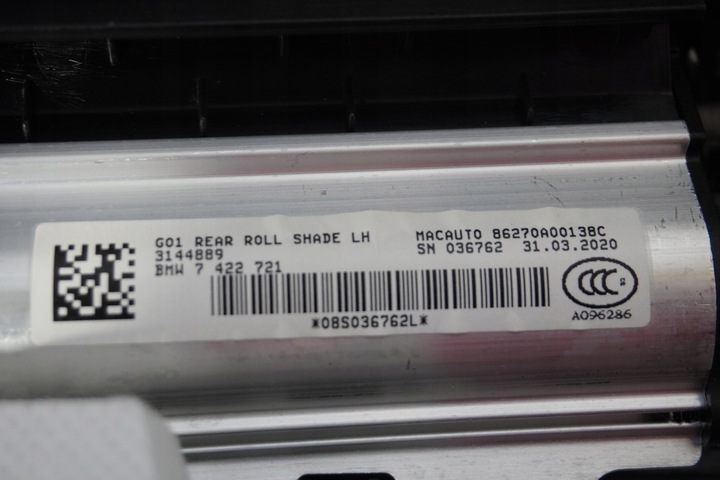 G01 REAR ROLL SHADE LH
3144889
BMW 7 422 721
MACAUTO 86270A00138C
SN 036762 31.03.2020
*08S036762L*
CCC S
A096286